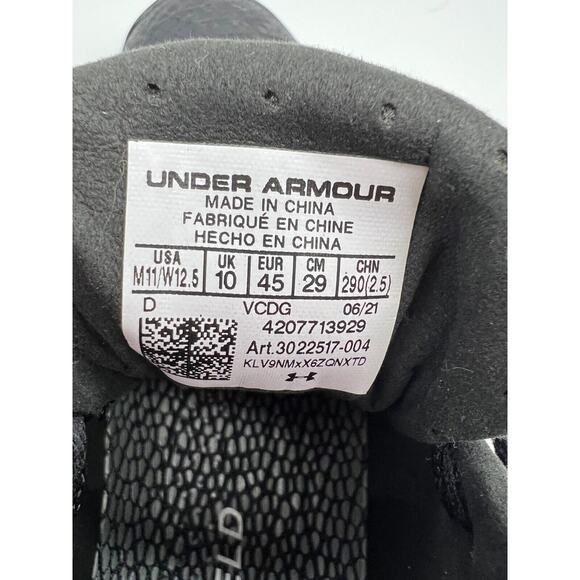 UNDER ARMOUR
MADE IN CHINA
FABRIQUÉ EN CHINE
HECHO EN CHINA
USA UK EUR CM CHN
M11/W12.5 10 45 29 290(2.5)
D VCDG 06/21
4207713929
Art.3022517-004
KLV9NMxX6ZQNXTD
ELD